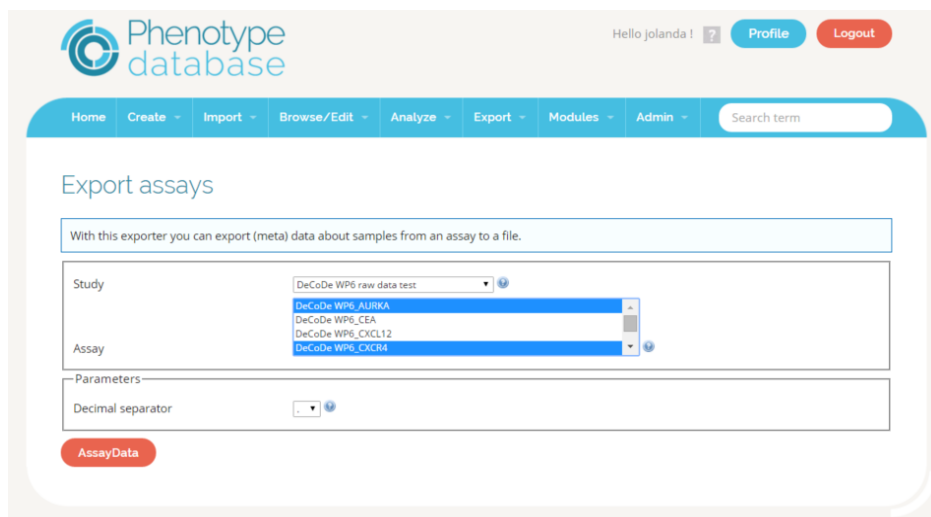 Phenotype
database
Hello jolanda ! ? Profile Logout
Home Create Import Browse/Edit Analyze Export Modules Admin Search term
Export assays
With this exporter you can export (meta) data about samples from an assay to a file.
Study DeCoDe WP6 raw data test
DeCoDe WP6_AURKA
DeCoDe WP6_CEA
DeCoDe WP6_CXCL12
Assay DeCoDe WP6_CXCR4
Parameters
Decimal separator .
AssayData